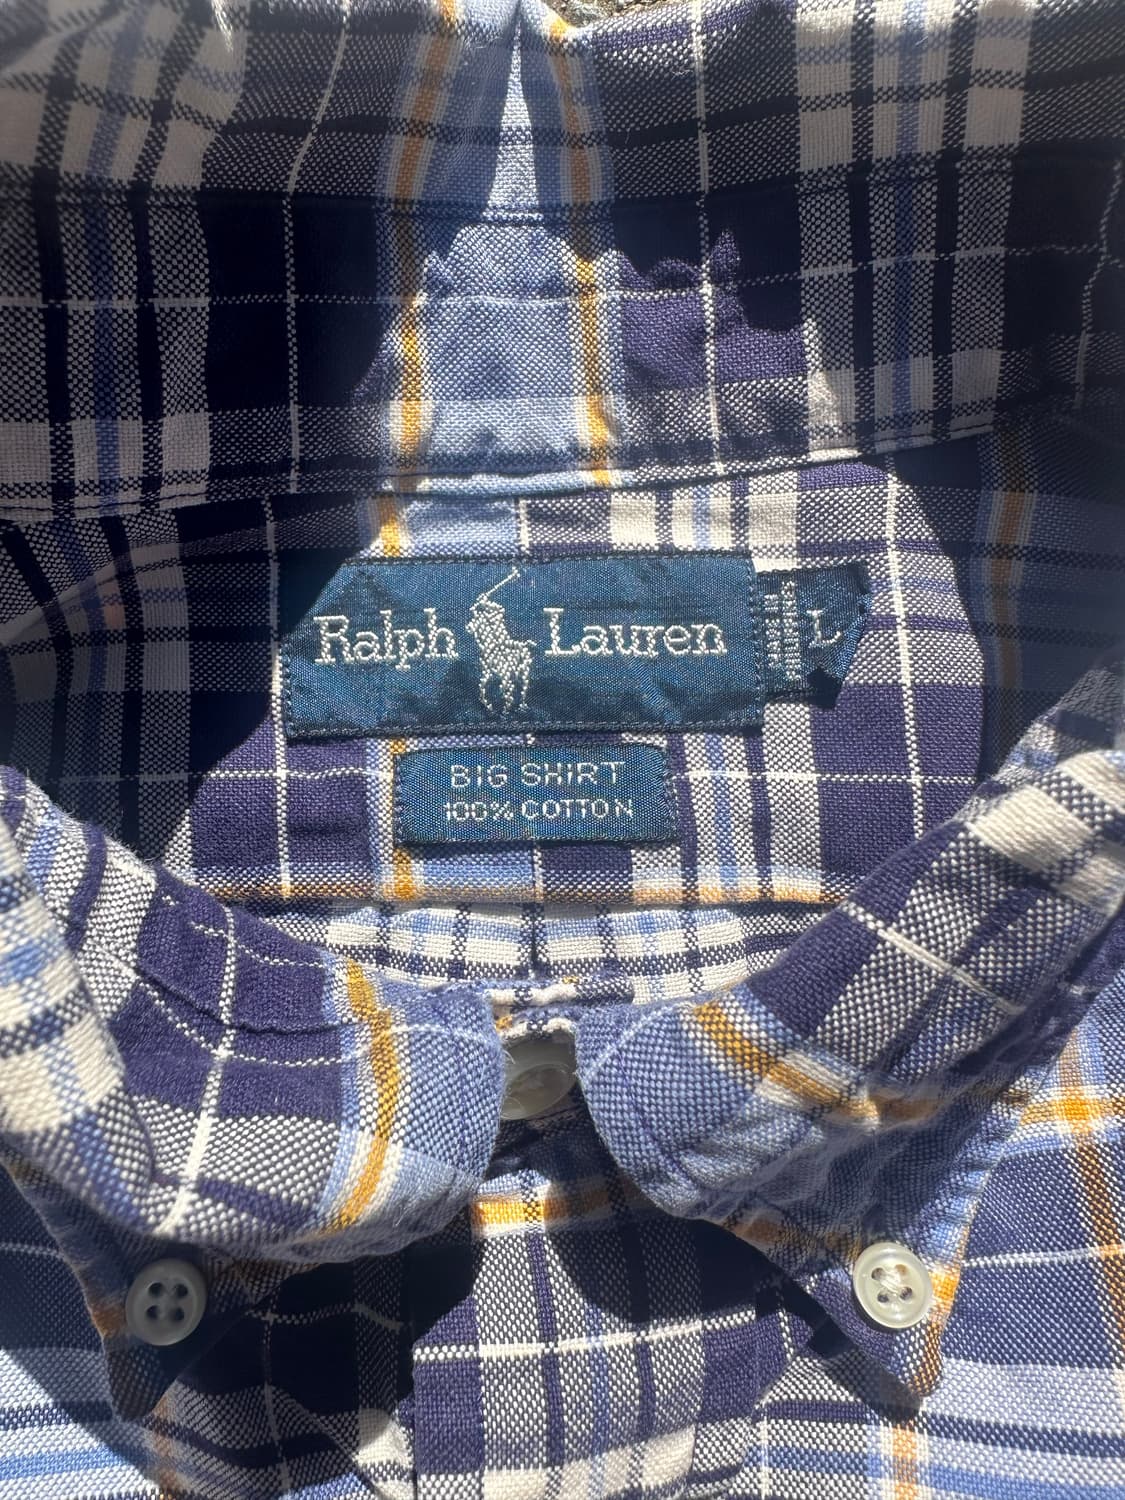 Ralph Lauren
L
BIG SHIRT
100% COTTON